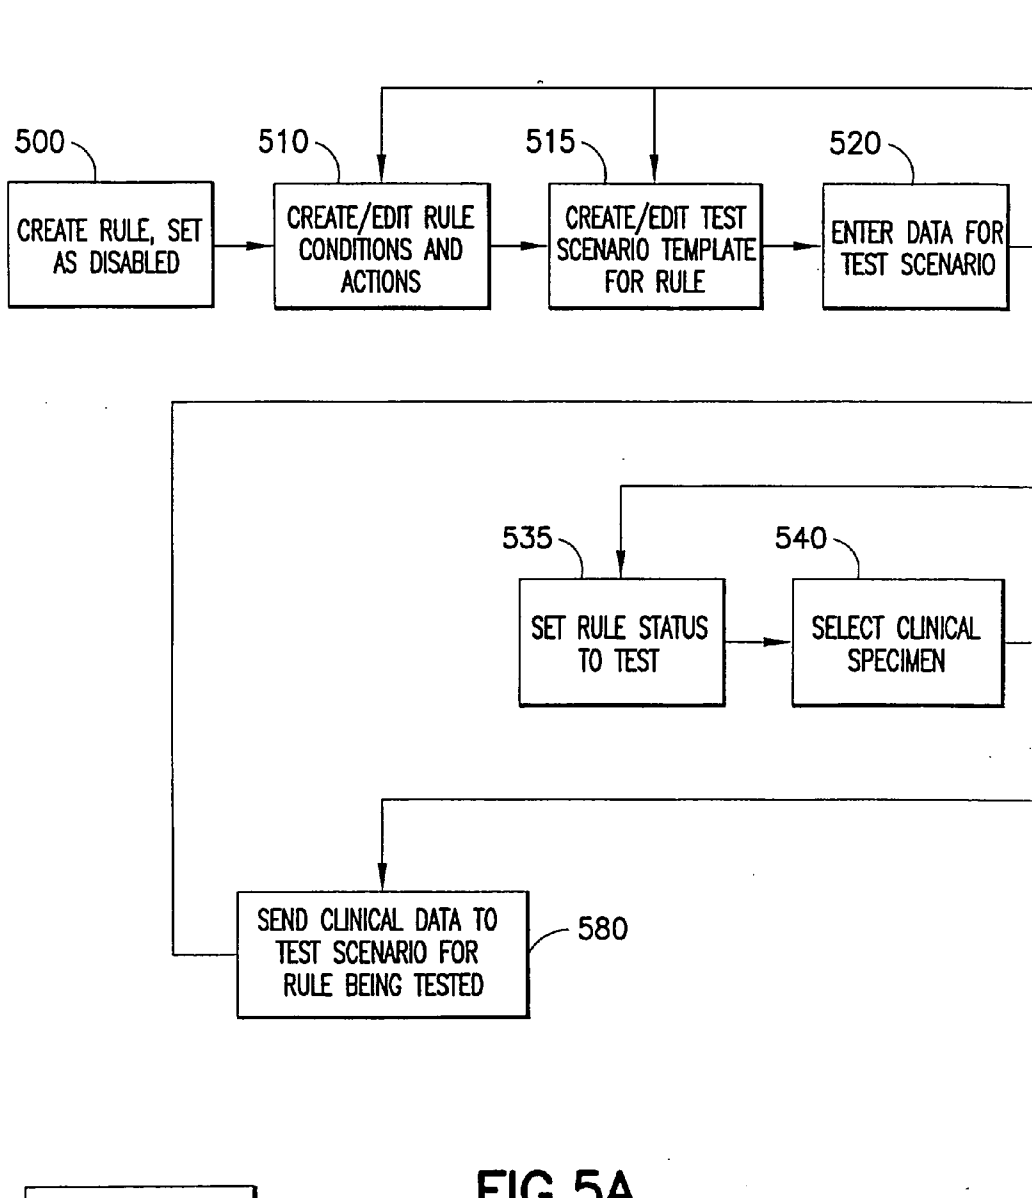 500
CREATE RULE, SET
AS DISABLED
510
CREATE/EDIT RULE
CONDITIONS AND
ACTIONS
515
CREATE/EDIT TEST
SCENARIO TEMPLATE
FOR RULE
520
ENTER DATA FOR
TEST SCENARIO
535
SET RULE STATUS
TO TEST
540
SELECT CLINICAL
SPECIMEN
SEND CLINICAL DATA TO
TEST SCENARIO FOR
RULE BEING TESTED
580
FIG.5A